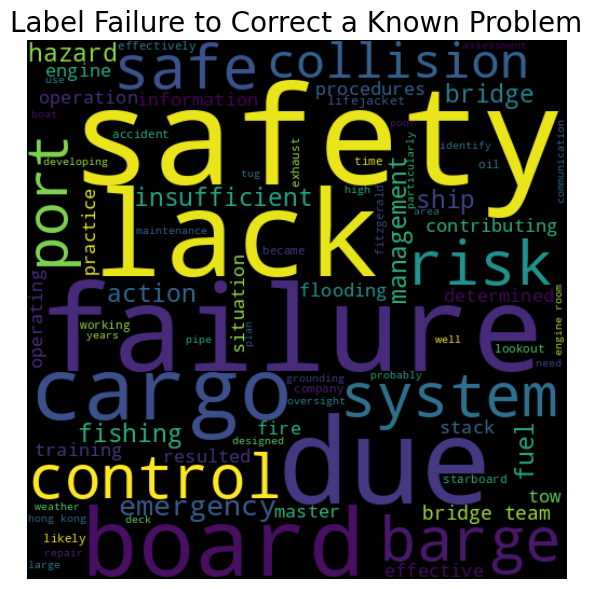 Label Failure to Correct a Known Problem
hazard
effectively
safe
collision
assessment
engine
use
procedures
bridge
operation
information
lifejacket
boat
poor
safety
accident
developing
exhaust
time
identify
communication
tug
oil
particularly
port
practice
lack
insufficient
high
fitzgerald
management
area
ship
contributing
maintenance
became
risk
operating
action
situation
flooding
determined
failure
working
years
pipe
plan
well
lookout
engine room
cargo
grounding
company
oversight
probably
system
need
fishing
fire
designed
due
stack
fuel
training
resulted
control
starboard
emergency
master
tow
weather
hong kong
deck
board
bridge team
likely
repair
large
barge
effective